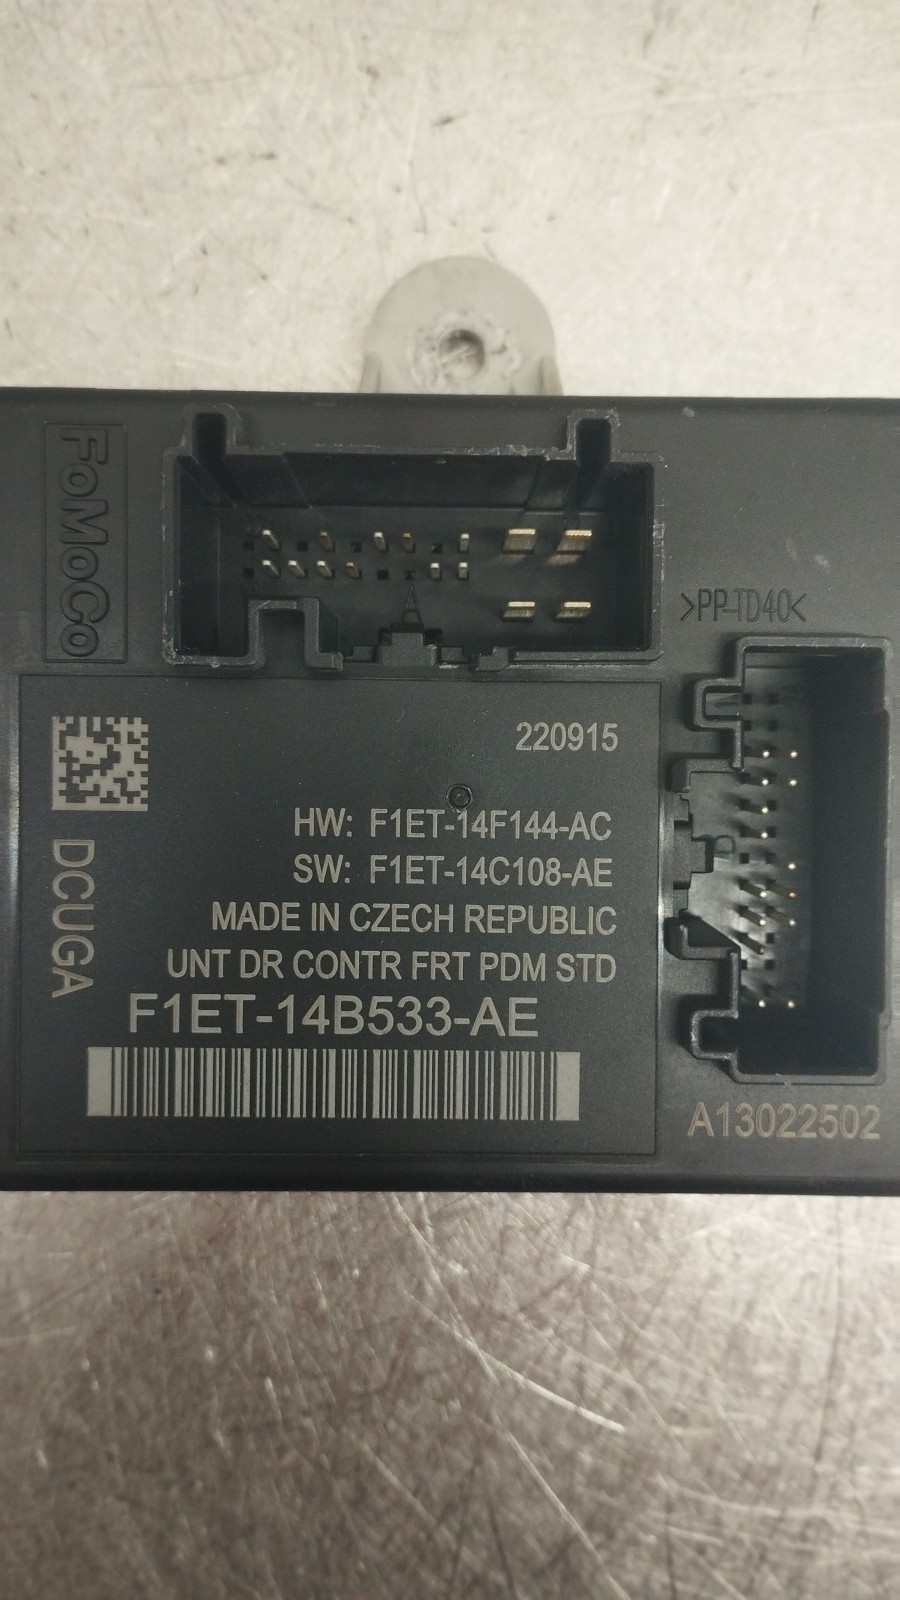 FoMoCo
A
>PP-TD40<
220915
HW: F1ET-14F144-AC
SW: F1ET-14C108-AE
MADE IN CZECH REPUBLIC
UNT DR CONTR FRT PDM STD
F1ET-14B533-AE
DCUGA
A13022502